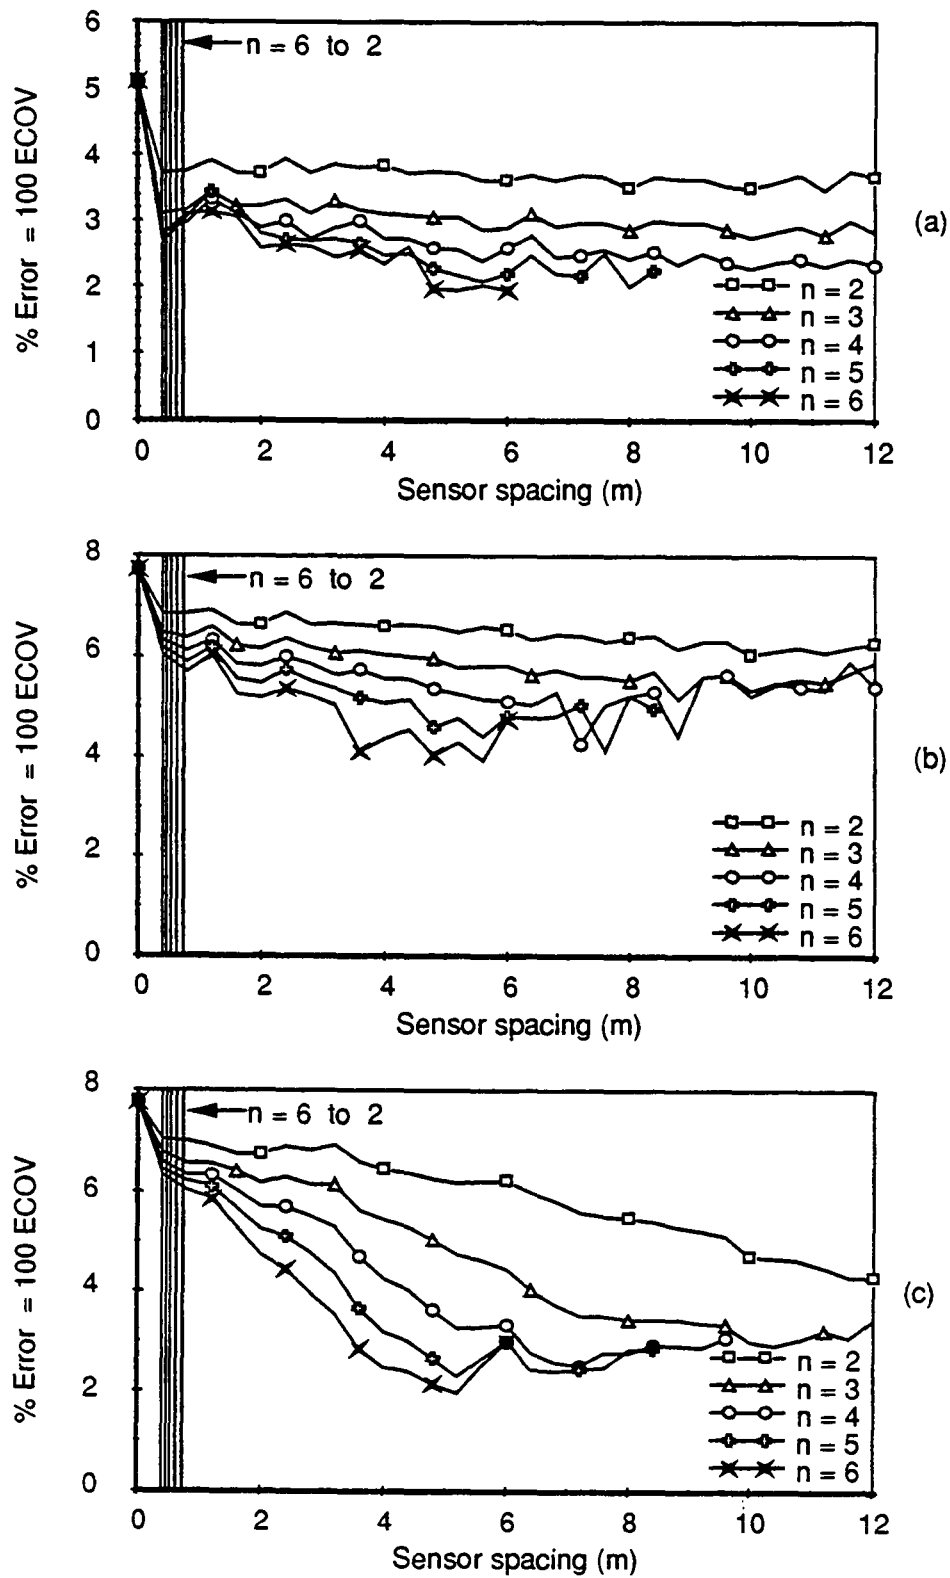 6
n = 6 to 2
5
4
3
2
1
0
% Error = 100 ECOV
(a)
n = 2
n = 3
n = 4
n = 5
n = 6
0 2 4 6 8 10 12
Sensor spacing (m)
8
n = 6 to 2
6
4
2
0
% Error = 100 ECOV
(b)
n = 2
n = 3
n = 4
n = 5
n = 6
0 2 4 6 8 10 12
Sensor spacing (m)
8
n = 6 to 2
6
4
2
0
% Error = 100 ECOV
(c)
n = 2
n = 3
n = 4
n = 5
n = 6
0 2 4 6 8 10 12
Sensor spacing (m)